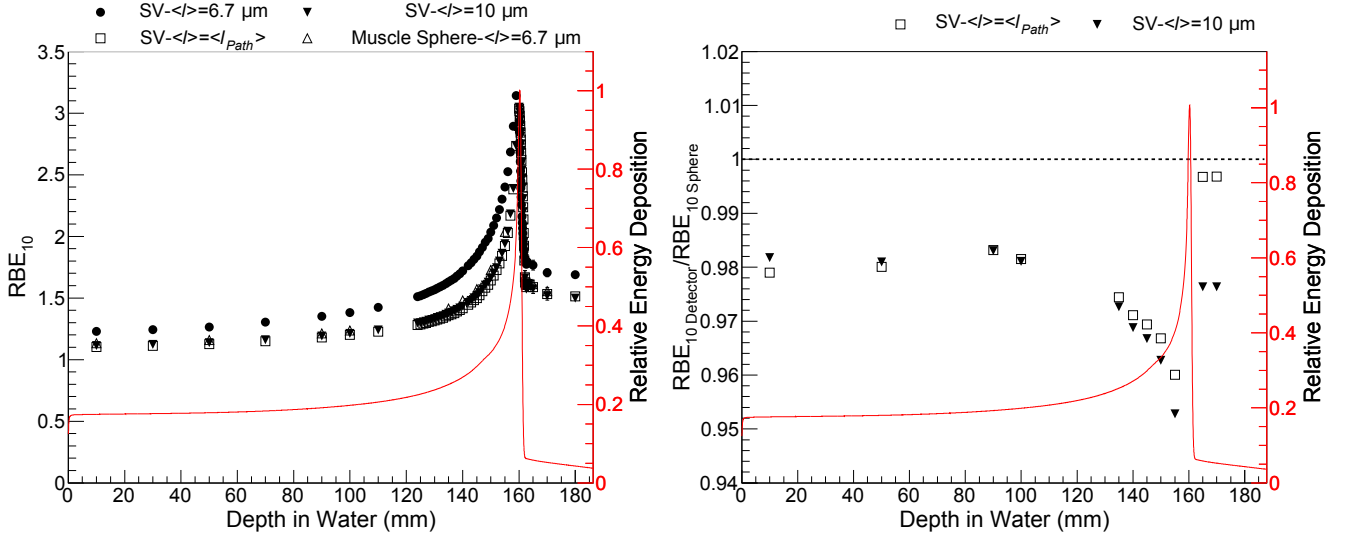 SV-<l>=6.7 µm SV-<l>=10 µm
SV-<l>=<l_Path> Muscle Sphere-<l>=6.7 µm
RBE₁₀
3.5
3
2.5
2
1.5
1
0.5
0
0 20 40 60 80 100 120 140 160 180
Depth in Water (mm)
1
0.8
0.6
0.4
0.2
0
Relative Energy Deposition
SV-<l>=<l_Path> SV-<l>=10 µm
RBE₁₀ Detector/RBE₁₀ Sphere
1.02
1.01
1
0.99
0.98
0.97
0.96
0.95
0.94
0 20 40 60 80 100 120 140 160 180
Depth in Water (mm)
1
0.8
0.6
0.4
0.2
0
Relative Energy Deposition